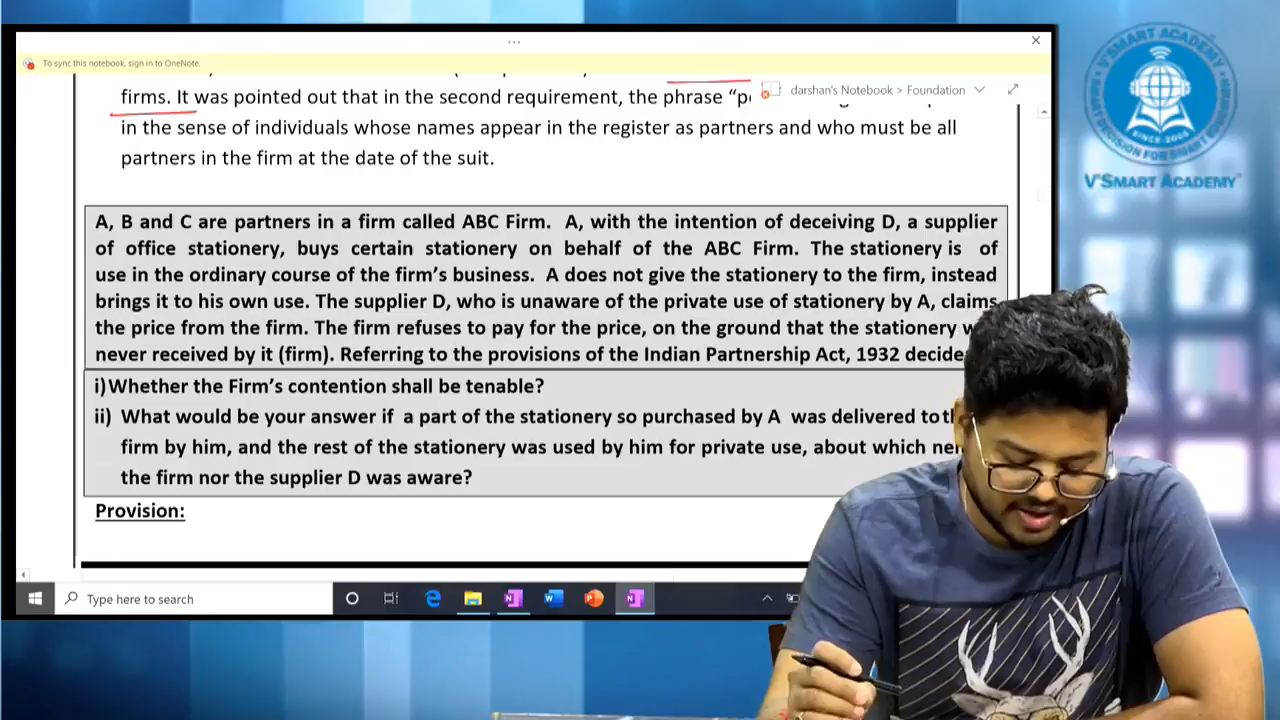 ...
To sync this notebook, sign in to OneNote.
darshan's Notebook > Foundation
firms. It was pointed out that in the second requirement, the phrase
in the sense of individuals whose names appear in the register as partners and who must be all
partners in the firm at the date of the suit.
A, B and C are partners in a firm called ABC Firm. A, with the intention of deceiving D, a supplier
of office stationery, buys certain stationery on behalf of the ABC Firm. The stationery is of
use in the ordinary course of the firm's business. A does not give the stationery to the firm, instead
brings it to his own use. The supplier D, who is unaware of the private use of stationery by A, claims
the price from the firm. The firm refuses to pay for the price, on the ground that the stationery
never received by it (firm). Referring to the provisions of the Indian Partnership Act, 1932 decide
i)Whether the Firm's contention shall be tenable?
ii) What would be your answer if a part of the stationery so purchased by A was delivered to
firm by him, and the rest of the stationery was used by him for private use, about which
the firm nor the supplier D was aware?
Provision:
Type here to search
V'SMART ACADEMY
SINCE-2006
V'SMART ACADEMY